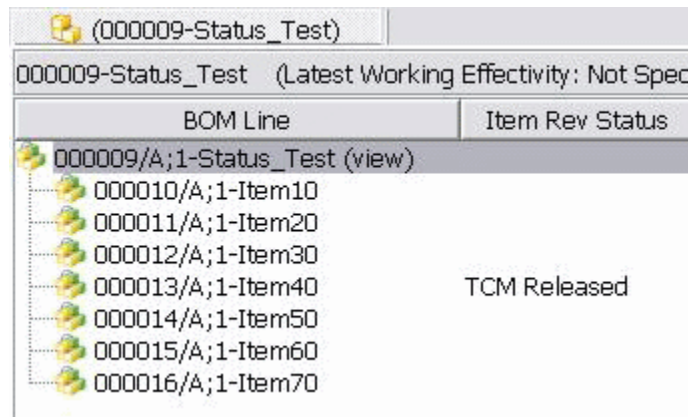 (000009-Status_Test)
000009-Status_Test (Latest Working Effectivity: Not Spec
BOM Line Item Rev Status
000009/A;1-Status_Test (view)
000010/A;1-Item10
000011/A;1-Item20
000012/A;1-Item30
000013/A;1-Item40 TCM Released
000014/A;1-Item50
000015/A;1-Item60
000016/A;1-Item70